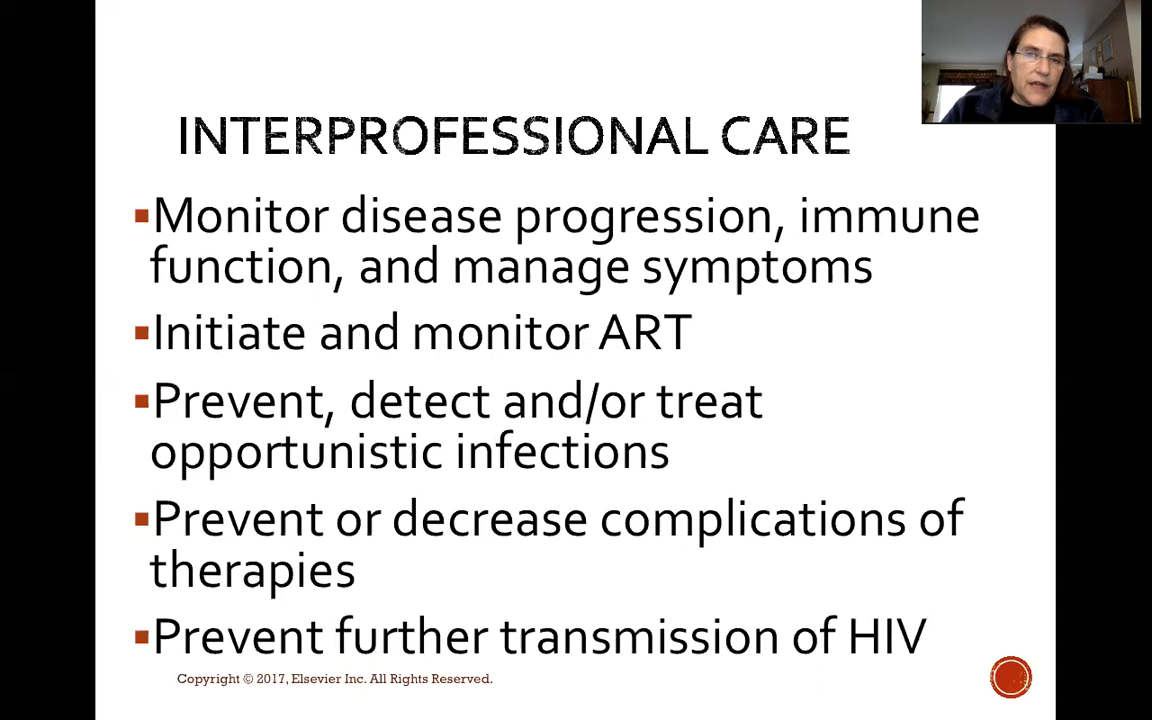 INTERPROFESSIONAL CARE
▪Monitor disease progression, immune
function, and manage symptoms
▪Initiate and monitor ART
▪Prevent, detect and/or treat
opportunistic infections
▪Prevent or decrease complications of
therapies
▪Prevent further transmission of HIV
Copyright © 2017, Elsevier Inc. All Rights Reserved.